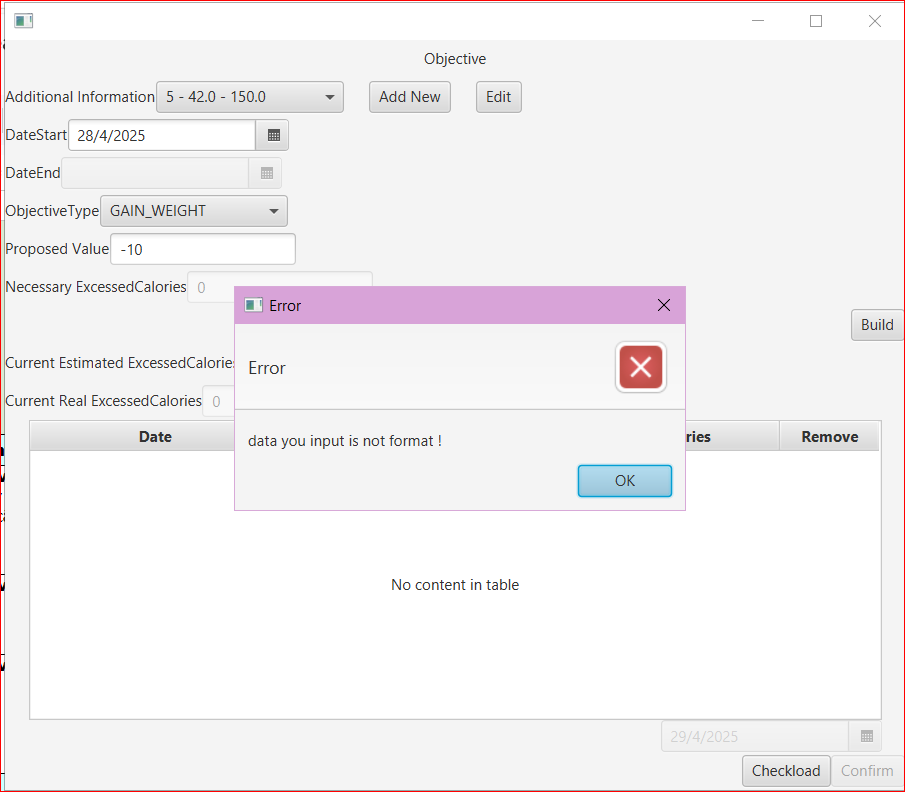 Objective
Additional Information 5 - 42.0 - 150.0 Add New Edit
DateStart 28/4/2025
DateEnd
ObjectiveType GAIN_WEIGHT
Proposed Value -10
Necessary ExcessedCalories 0
Error
Build
Current Estimated ExcessedCalorie
Error
Current Real ExcessedCalories 0
Date ries Remove
data you input is not format !
OK
No content in table
29/4/2025
Checkload Confirm